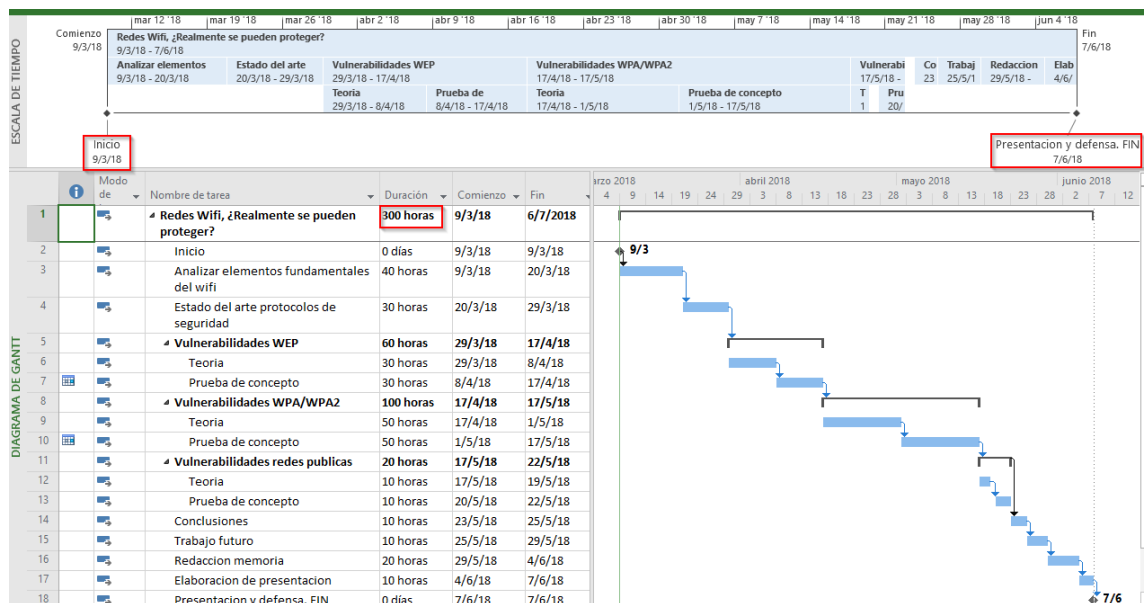 mar 12 '18 mar 19 '18 mar 26 '18 abr 2 '18 abr 9 '18 abr 16 '18 abr 23 '18 abr 30 '18 may 7 '18 may 14 '18 may 21 '18 may 28 '18 jun 4 '18
ESCALA DE TIEMPO
Comienzo
9/3/18
Redes Wifi, ¿Realmente se pueden proteger?
9/3/18 - 7/6/18
Fin
7/6/18
Analizar elementos Estado del arte Vulnerabilidades WEP Vulnerabilidades WPA/WPA2 Vulnerabi Co Trabaj Redaccion Elab
9/3/18 - 20/3/18 20/3/18 - 29/3/18 29/3/18 - 17/4/18 17/4/18 - 17/5/18 17/5/18 - 23 25/5/1 29/5/18 - 4/6/
Teoria Prueba de Teoria Prueba de concepto T Pru
29/3/18 - 8/4/18 8/4/18 - 17/4/18 17/4/18 - 1/5/18 1/5/18 - 17/5/18 1 20/
Inicio
9/3/18
Presentacion y defensa. FIN
7/6/18
DIAGRAMA DE GANTT
Modo de Nombre de tarea Duración Comienzo Fin
arzo 2018 abril 2018 mayo 2018 junio 2018
4 9 14 19 24 29 3 8 13 18 23 28 3 8 13 18 23 28 2 7 12
1 Redes Wifi, ¿Realmente se pueden 300 horas 9/3/18 6/7/2018
proteger?
2 Inicio 0 días 9/3/18 9/3/18 9/3
3 Analizar elementos fundamentales 40 horas 9/3/18 20/3/18
del wifi
4 Estado del arte protocolos de 30 horas 20/3/18 29/3/18
seguridad
5 Vulnerabilidades WEP 60 horas 29/3/18 17/4/18
6 Teoria 30 horas 29/3/18 8/4/18
7 Prueba de concepto 30 horas 8/4/18 17/4/18
8 Vulnerabilidades WPA/WPA2 100 horas 17/4/18 17/5/18
9 Teoria 50 horas 17/4/18 1/5/18
10 Prueba de concepto 50 horas 1/5/18 17/5/18
11 Vulnerabilidades redes publicas 20 horas 17/5/18 22/5/18
12 Teoria 10 horas 17/5/18 19/5/18
13 Prueba de concepto 10 horas 20/5/18 22/5/18
14 Conclusiones 10 horas 23/5/18 25/5/18
15 Trabajo futuro 10 horas 25/5/18 29/5/18
16 Redaccion memoria 20 horas 29/5/18 4/6/18
17 Elaboracion de presentacion 10 horas 4/6/18 7/6/18
18 Presentacion y defensa. FIN 0 días 7/6/18 7/6/18 7/6